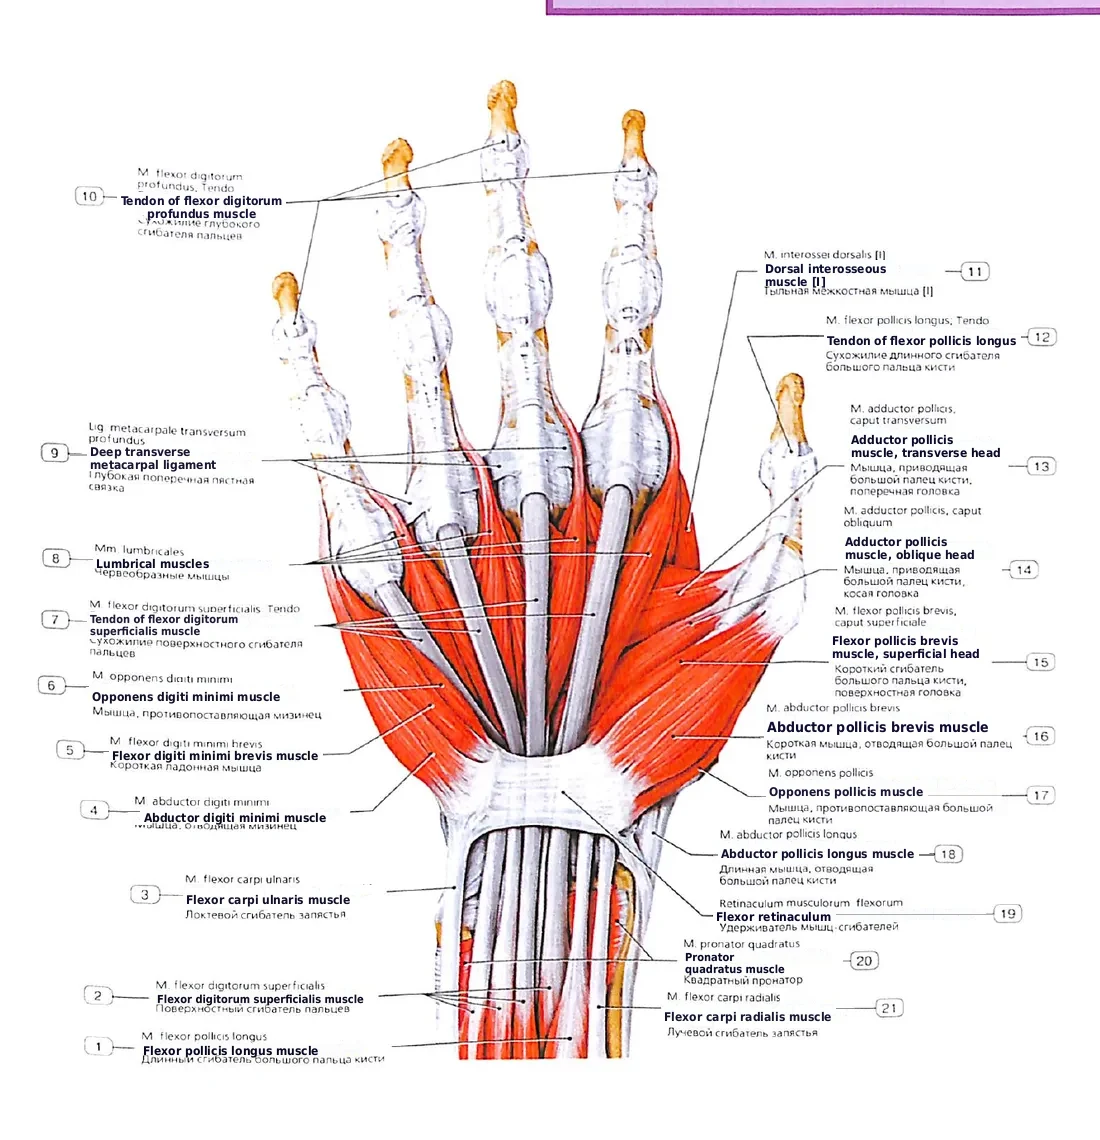 M. flexor digitorum
profundus, Tendo
10
Tendon of flexor digitorum
profundus muscle
Сухожилие глубокого
сгибателя пальцев
M. interossei dorsalis [I]
Dorsal interosseous
muscle [I]
11
Тыльная межкостная мышца [I]
M. flexor pollicis longus, Tendo
Tendon of flexor pollicis longus
12
Сухожилие длинного сгибателя
большого пальца кисти
M. adductor pollicis,
caput transversum
Adductor pollicis
muscle, transverse head
13
Мышца, приводящая
большой палец кисти,
поперечная головка
Lig. metacarpale transversum
profundus
9
Deep transverse
metacarpal ligament
Глубокая поперечная пястная
связка
M. adductor pollicis, caput
obliquum
Adductor pollicis
muscle, oblique head
14
Мышца, приводящая
большой палец кисти,
косая головка
Mm. lumbricales
8
Lumbrical muscles
Червеобразные мышцы
M. flexor digitorum superficialis. Tendo
7
Tendon of flexor digitorum
superficialis muscle
Сухожилие поверхностного сгибателя
пальцев
M. flexor pollicis brevis,
caput superficiale
Flexor pollicis brevis
muscle, superficial head
15
Короткий сгибатель
большого пальца кисти,
поверхностная головка
M. opponens digiti minimi
6
Opponens digiti minimi muscle
Мышца, противопоставляющая мизинец
M. abductor pollicis brevis
Abductor pollicis brevis muscle
16
Короткая мышца, отводящая большой палец
кисти
M. flexor digiti minimi brevis
5
Flexor digiti minimi brevis muscle
Короткая ладонная мышца
M. opponens pollicis
Opponens pollicis muscle
17
Мышца, противопоставляющая большой
палец кисти
M. abductor digiti minimi
4
Abductor digiti minimi muscle
Мышца, отводящая мизинец
M. abductor pollicis longus
Abductor pollicis longus muscle
18
Длинная мышца, отводящая
большой палец кисти
M. flexor carpi ulnaris
3
Flexor carpi ulnaris muscle
Локтевой сгибатель запястья
Retinaculum musculorum flexorum
Flexor retinaculum
19
Удерживатель мышц-сгибателей
M. pronator quadratus
Pronator
quadratus muscle
20
Квадратный пронатор
M. flexor digitorum superficialis
2
Flexor digitorum superficialis muscle
Поверхностный сгибатель пальцев
M. flexor carpi radialis
Flexor carpi radialis muscle
21
Лучевой сгибатель запястья
M. flexor pollicis longus
1
Flexor pollicis longus muscle
Длинный сгибатель большого пальца кисти